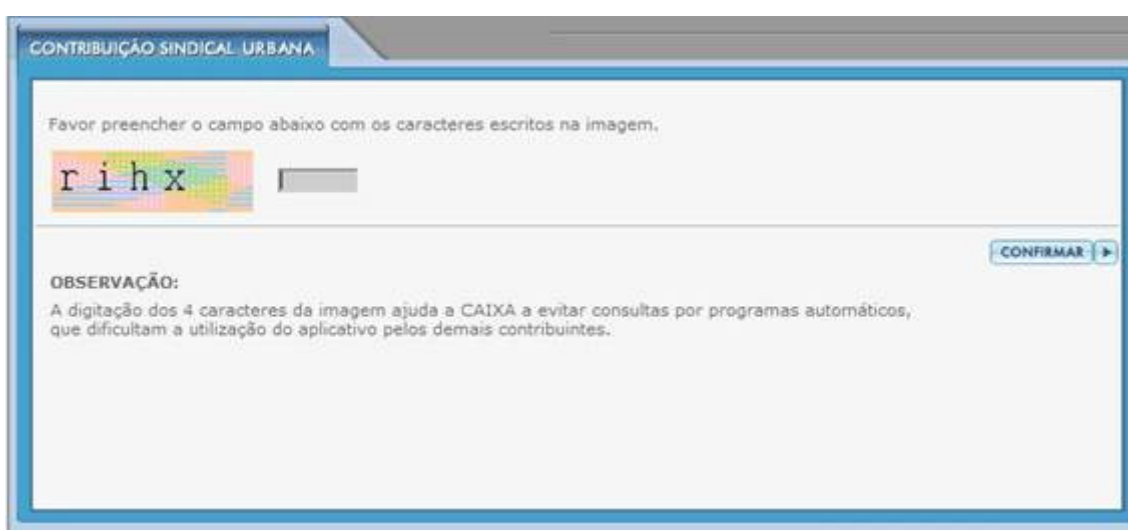 CONTRIBUIÇÃO SINDICAL URBANA
Favor preencher o campo abaixo com os caracteres escritos na imagem.
rihx
CONFIRMAR
OBSERVAÇÃO:
A digitação dos 4 caracteres da imagem ajuda a CAIXA a evitar consultas por programas automáticos,
que dificultam a utilização do aplicativo pelos demais contribuintes.